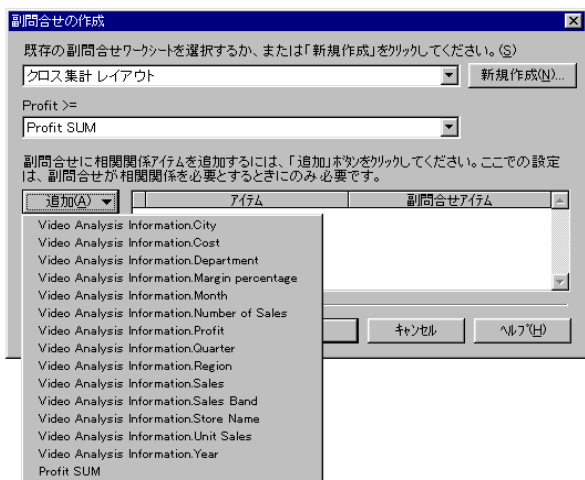 副問合せの作成
既存の副問合せワークシートを選択するか、または「新規作成」をクリックしてください。(S)
クロス集計 レイアウト
新規作成(N)...
Profit >=
Profit SUM
副問合せに相関関係アイテムを追加するには、「追加」ボタンをクリックしてください。ここでの設定
は、副問合せが相関関係を必要とするときにのみ必要です。
追加(A)
アイテム
副問合せアイテム
Video Analysis Information.City
Video Analysis Information.Cost
Video Analysis Information.Department
Video Analysis Information.Margin percentage
Video Analysis Information.Month
Video Analysis Information.Number of Sales
Video Analysis Information.Profit
Video Analysis Information.Quarter
Video Analysis Information.Region
Video Analysis Information.Sales
Video Analysis Information.Sales Band
Video Analysis Information.Store Name
Video Analysis Information.Unit Sales
Video Analysis Information.Year
Profit SUM
キャンセル
ヘルプ(H)